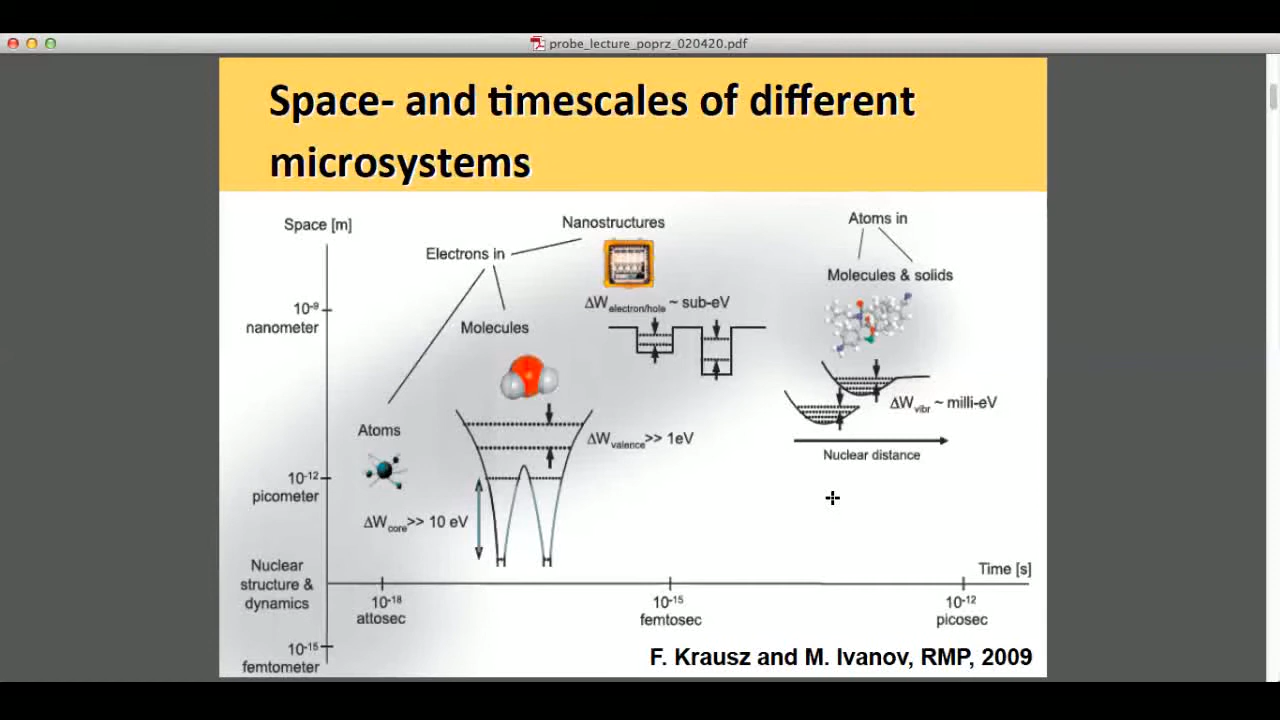 probe_lecture_poprz_020420.pdf
Space- and timescales of different
microsystems
Space [m]
Nanostructures
Atoms in
Electrons in
Molecules & solids
10⁻⁹
nanometer
ΔW electron/hole ~ sub-eV
Molecules
ΔW vibr ~ milli-eV
Atoms
ΔW valence >> 1eV
Nuclear distance
10⁻¹²
picometer
ΔW core >> 10 eV
Nuclear
structure &
dynamics
Time [s]
10⁻¹⁸
attosec
10⁻¹⁵
femtosec
10⁻¹²
picosec
10⁻¹⁵
femtometer
F. Krausz and M. Ivanov, RMP, 2009